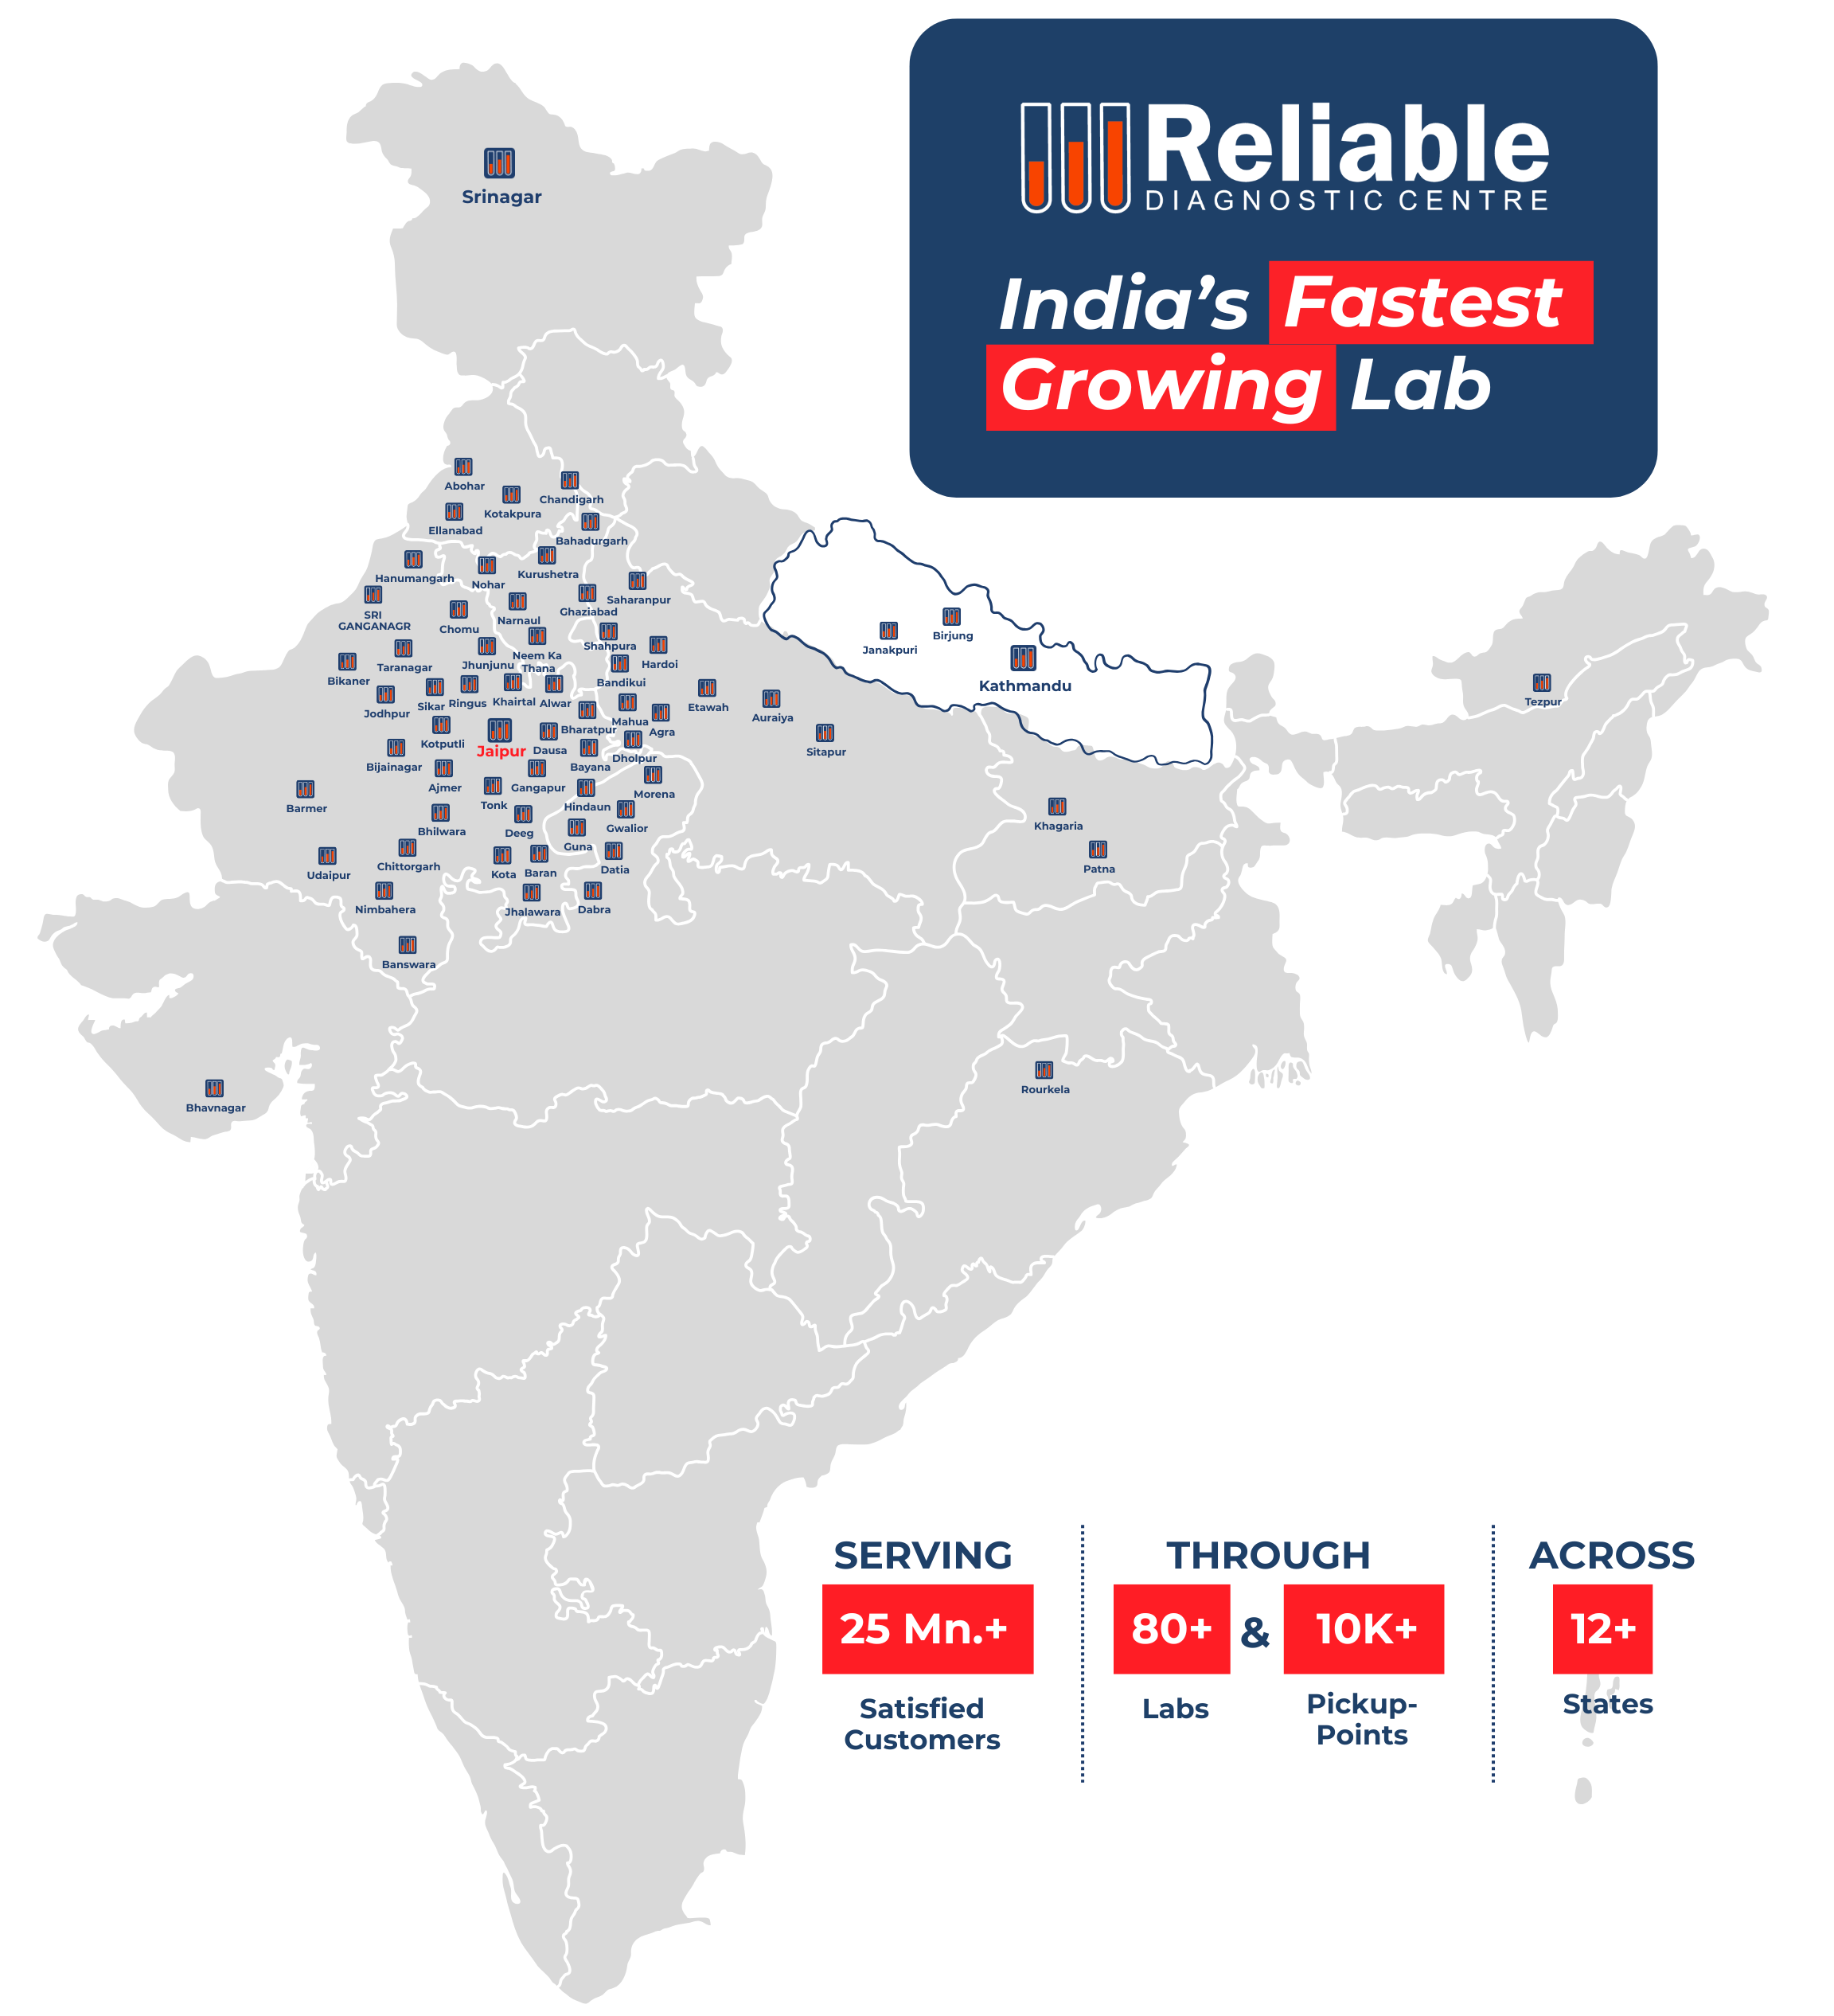 Reliable
DIAGNOSTIC CENTRE
India's Fastest
Growing Lab
Srinagar
Abohar
Chandigarh
Kotakpura
Ellanabad
Bahadurgarh
Hanumangarh
Nohar
Kurushetra
Saharanpur
Ghaziabad
SRI
GANGANAGR
Chomu
Narnaul
Shahpura
Neem Ka
Thana
Hardoi
Taranagar
Jhunjunu
Bikaner
Bandikui
Jodhpur
Sikar
Ringus
Khairtal
Alwar
Etawah
Auraiya
Mahua
Agra
Bharatpur
Kotputli
Jaipur
Dausa
Dholpur
Sitapur
Bijainagar
Bayana
Ajmer
Gangapur
Morena
Barmer
Tonk
Hindaun
Bhilwara
Deeg
Gwalior
Guna
Chittorgarh
Udaipur
Kota
Baran
Datia
Nimbahera
Jhalawara
Dabra
Banswara
Bhavnagar
Janakpuri
Birjung
Kathmandu
Tezpur
Khagaria
Patna
Rourkela
SERVING
25 Mn.+
Satisfied
Customers
THROUGH
80+ & 10K+
Labs
Pickup-
Points
ACROSS
12+
States